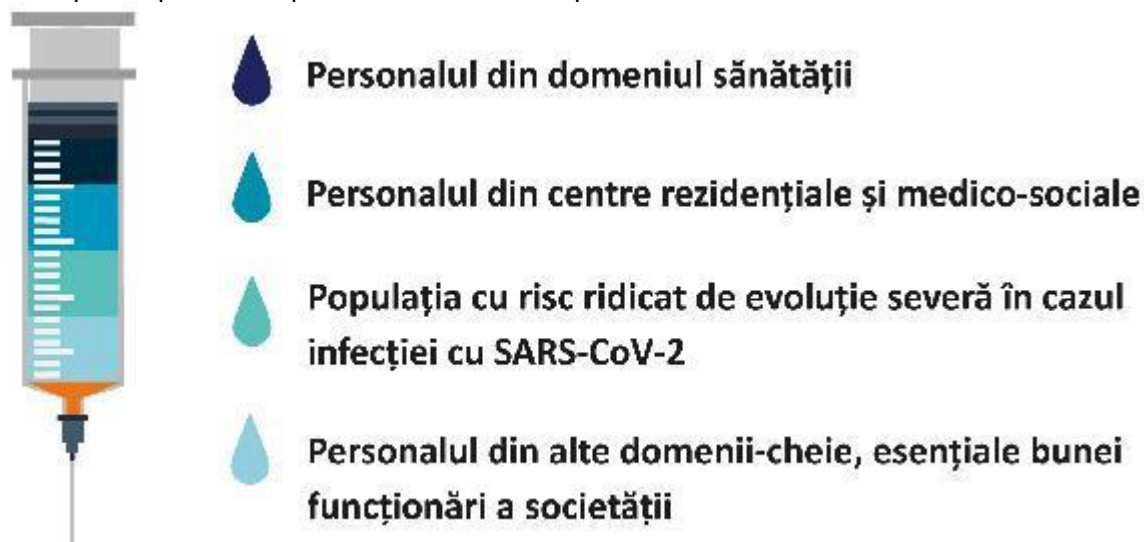 Personalul din domeniul sănătății
Personalul din centre rezidențiale și medico-sociale
Populația cu risc ridicat de evoluție severă în cazul
infecției cu SARS-CoV-2
Personalul din alte domenii-cheie, esențiale bunei
funcționări a societății